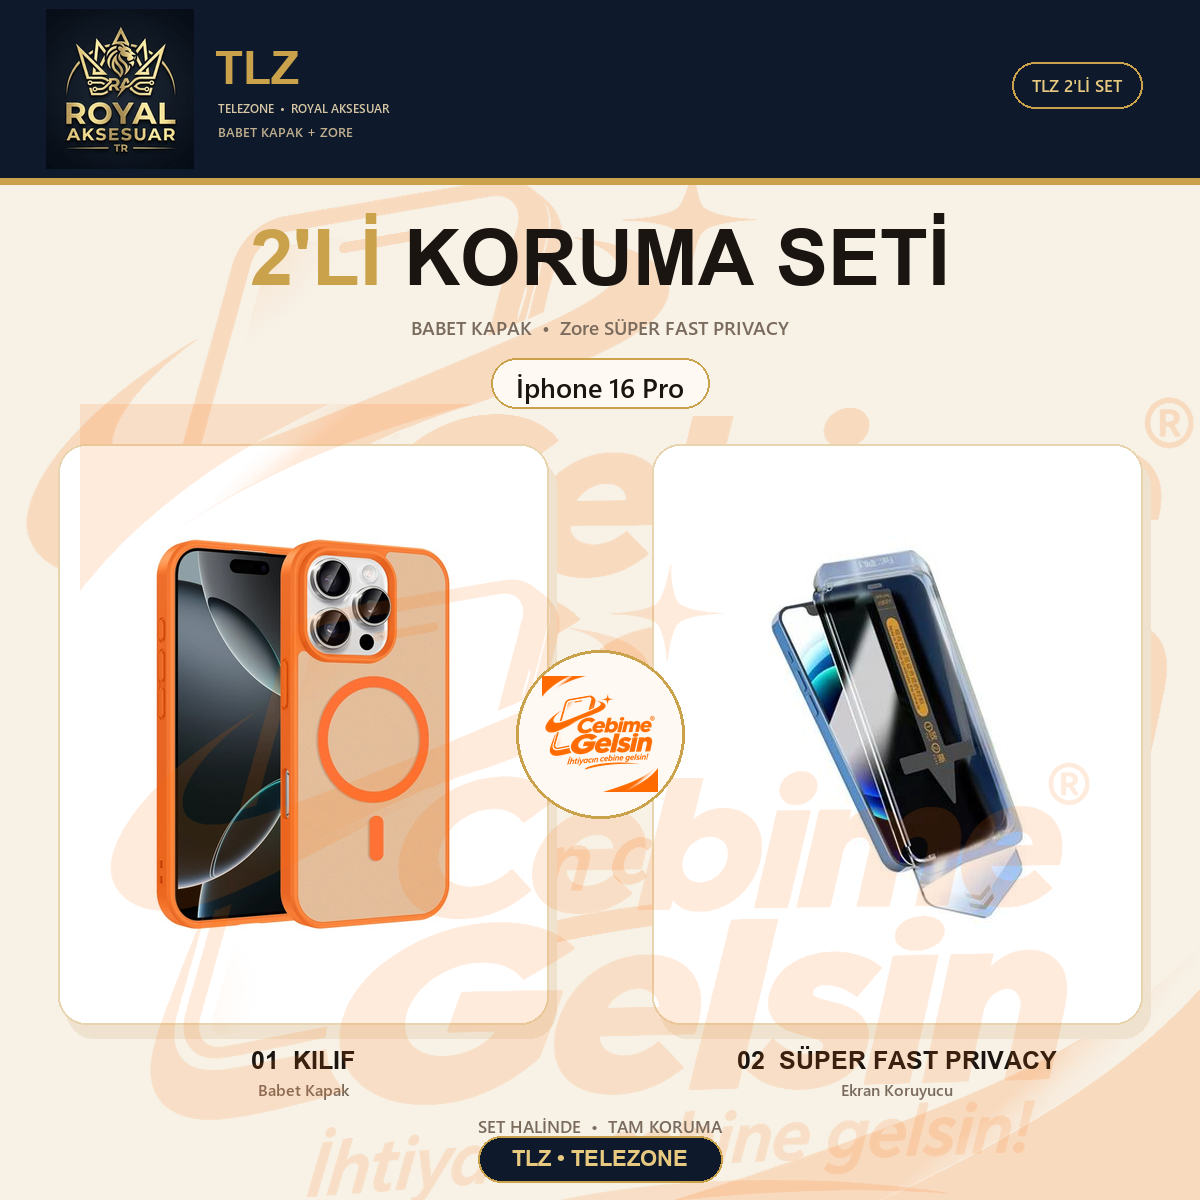 ROYAL
AKSESUAR
TR
TLZ
TELEZONE • ROYAL AKSESUAR
BABET KAPAK + ZORE
TLZ 2'Lİ SET
2'Lİ KORUMA SETİ
BABET KAPAK • Zore SÜPER FAST PRIVACY
İphone 16 Pro
Cebime
Gelsin
İhtiyacın cebine gelsin!
®
Cebime
Gelsin
®
01 KILIF
Babet Kapak
02 SÜPER FAST PRIVACY
Ekran Koruyucu
SET HALİNDE • TAM KORUMA
TLZ • TELEZONE